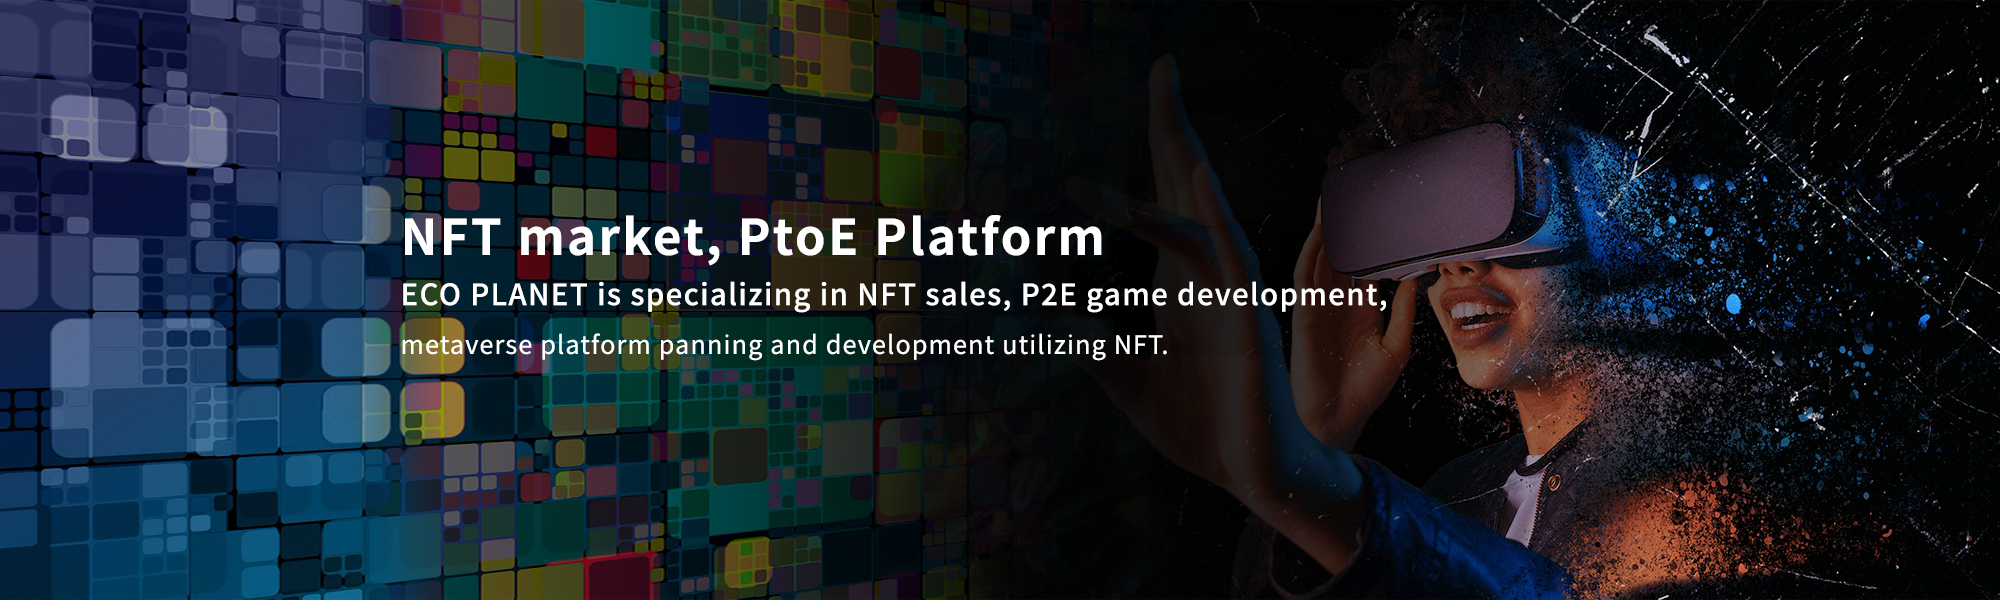 NFT market, PtoE Platform
ECO PLANET is specializing in NFT sales, P2E game development,
metaverse platform panning and development utilizing NFT.